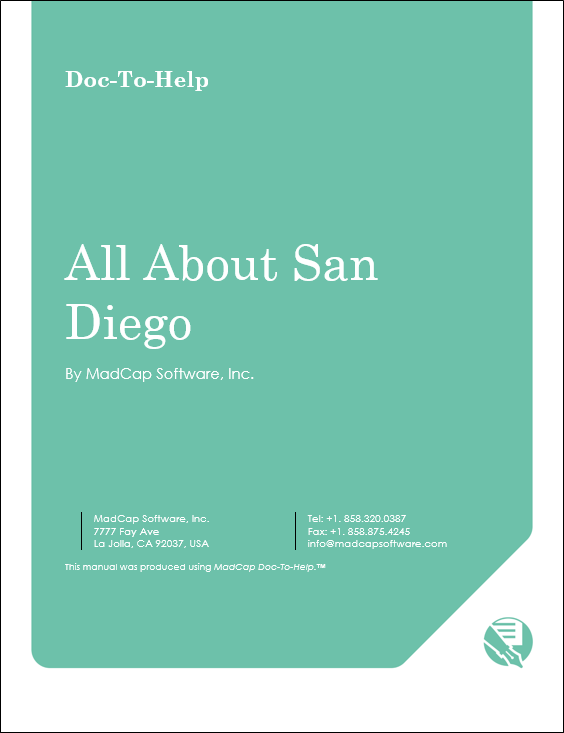 Doc-To-Help
All About San
Diego
By MadCap Software, Inc.
MadCap Software, Inc.
7777 Fay Ave
La Jolla, CA 92037, USA
Tel: +1. 858.320.0387
Fax: +1. 858.875.4245
info@madcapsoftware.com
This manual was produced using MadCap Doc-To-Help.™